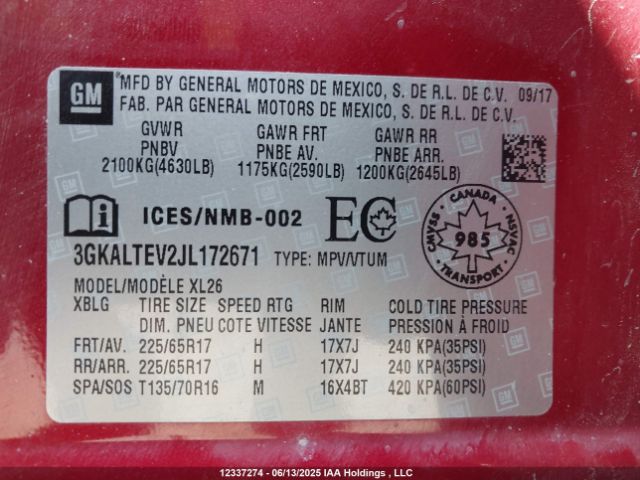 GM
MFD BY GENERAL MOTORS DE MEXICO, S. DE R.L. DE C.V. 09/17
FAB. PAR GENERAL MOTORS DE MEXICO, S. DE R.L. DE C.V.
GVWR GAWR FRT GAWR RR
PNBV PNBE AV. PNBE ARR.
2100KG(4630LB) 1175KG(2590LB) 1200KG(2645LB)
i ICES/NMB-002 EC
CANADA
CMVSS 985 NSVAC
TRANSPORT
3GKALTEV2JL172671 TYPE: MPV/VTUM
MODEL/MODÈLE XL26
XBLG TIRE SIZE SPEED RTG RIM COLD TIRE PRESSURE
DIM. PNEU COTE VITESSE JANTE PRESSION À FROID
FRT/AV. 225/65R17 H 17X7J 240 KPA(35PSI)
RR/ARR. 225/65R17 H 17X7J 240 KPA(35PSI)
SPA/SOS T135/70R16 M 16X4BT 420 KPA(60PSI)
12337274 - 06/13/2025 IAA Holdings , LLC